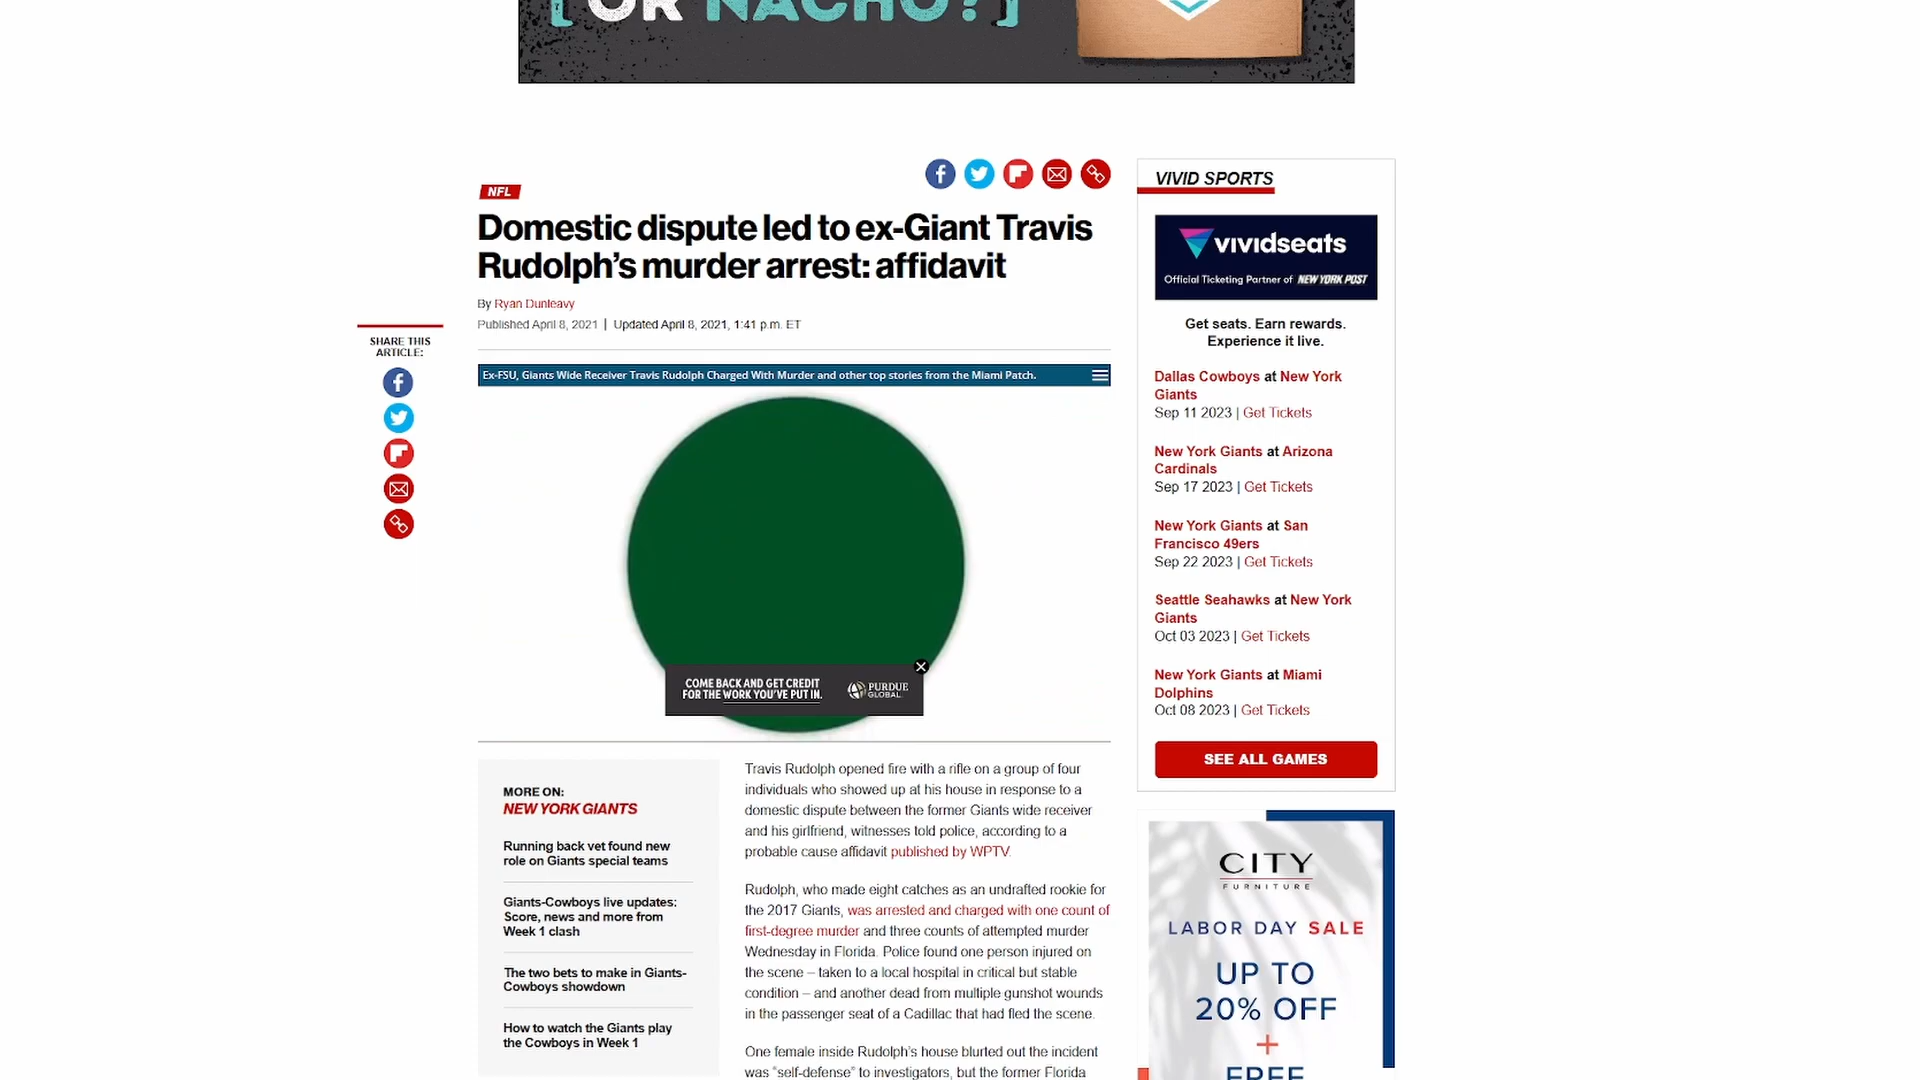 [ OR NACHO? ]
NFL
Domestic dispute led to ex-Giant Travis
Rudolph's murder arrest: affidavit
By Ryan Dunleavy
Published April 8, 2021 | Updated April 8, 2021, 1:41 p.m. ET
SHARE THIS
ARTICLE:
Ex-FSU, Giants Wide Receiver Travis Rudolph Charged With Murder and other top stories from the Miami Patch.
COME BACK AND GET CREDIT
FOR THE WORK YOU'VE PUT IN.
PURDUE
GLOBAL
MORE ON:
NEW YORK GIANTS
Running back vet found new
role on Giants special teams
Giants-Cowboys live updates:
Score, news and more from
Week 1 clash
The two bets to make in Giants-
Cowboys showdown
How to watch the Giants play
the Cowboys in Week 1
Travis Rudolph opened fire with a rifle on a group of four
individuals who showed up at his house in response to a
domestic dispute between the former Giants wide receiver
and his girlfriend, witnesses told police, according to a
probable cause affidavit published by WPTV.
Rudolph, who made eight catches as an undrafted rookie for
the 2017 Giants, was arrested and charged with one count of
first-degree murder and three counts of attempted murder
Wednesday in Florida. Police found one person injured on
the scene – taken to a local hospital in critical but stable
condition – and another dead from multiple gunshot wounds
in the passenger seat of a Cadillac that had fled the scene.
One female inside Rudolph's house blurted out the incident
was "self-defense" to investigators, but the former Florida
VIVID SPORTS
vividseats
Official Ticketing Partner of NEW YORK POST
Get seats. Earn rewards.
Experience it live.
Dallas Cowboys at New York
Giants
Sep 11 2023 | Get Tickets
New York Giants at Arizona
Cardinals
Sep 17 2023 | Get Tickets
New York Giants at San
Francisco 49ers
Sep 22 2023 | Get Tickets
Seattle Seahawks at New York
Giants
Oct 03 2023 | Get Tickets
New York Giants at Miami
Dolphins
Oct 08 2023 | Get Tickets
SEE ALL GAMES
CITY
FURNITURE
LABOR DAY SALE
UP TO
20% OFF
+
FREE